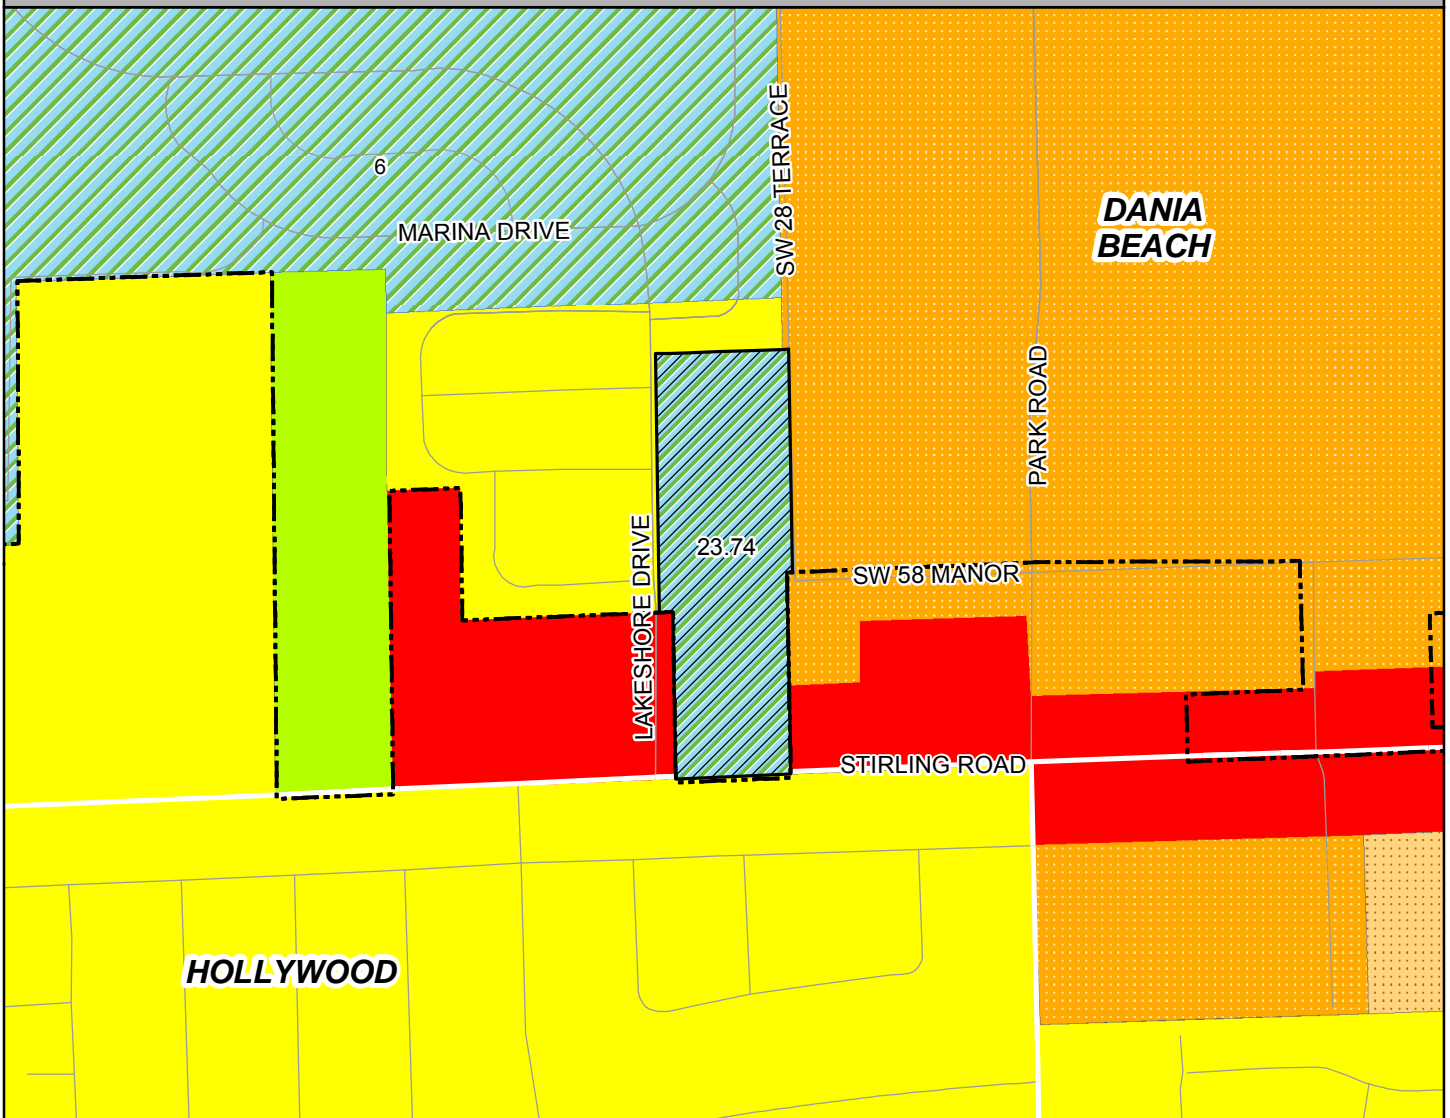 SW 28 TERRACE
6
DANIA
BEACH
MARINA DRIVE
PARK ROAD
LAKESHORE DRIVE
23.74
SW 58 MANOR
STIRLING ROAD
HOLLYWOOD